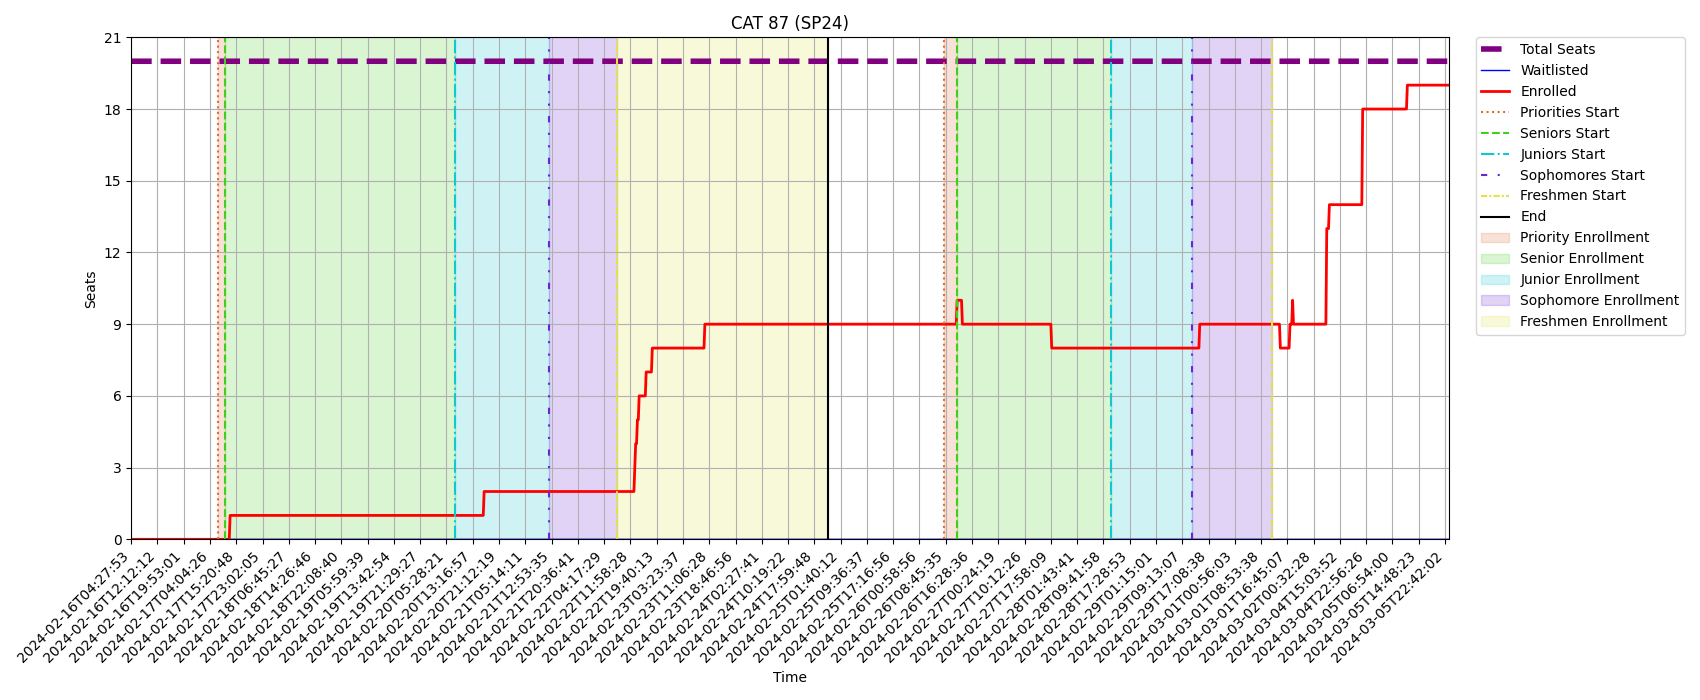 CAT 87 (SP24)
Seats
21
18
15
12
9
6
3
0
2024-02-16T04:27:53
2024-02-16T12:12:12
2024-02-16T19:53:01
2024-02-17T04:04:26
2024-02-17T15:20:48
2024-02-17T23:02:05
2024-02-18T06:45:27
2024-02-18T14:26:46
2024-02-18T22:08:40
2024-02-19T05:59:39
2024-02-19T13:42:54
2024-02-19T21:29:27
2024-02-20T05:28:21
2024-02-20T13:16:57
2024-02-20T21:12:19
2024-02-21T05:14:11
2024-02-21T12:53:35
2024-02-21T20:36:41
2024-02-22T04:17:29
2024-02-22T11:58:28
2024-02-22T19:40:13
2024-02-23T03:23:37
2024-02-23T11:06:28
2024-02-23T18:46:56
2024-02-24T02:27:41
2024-02-24T10:19:22
2024-02-24T17:59:48
2024-02-25T01:40:12
2024-02-25T09:36:37
2024-02-25T17:16:56
2024-02-26T00:58:56
2024-02-26T08:45:35
2024-02-26T16:28:36
2024-02-27T00:24:19
2024-02-27T10:12:26
2024-02-27T17:58:09
2024-02-28T01:43:41
2024-02-28T09:41:58
2024-02-28T17:28:53
2024-02-29T01:15:01
2024-02-29T09:13:07
2024-02-29T17:08:38
2024-03-01T00:56:03
2024-03-01T08:53:38
2024-03-01T16:45:07
2024-03-02T00:32:28
2024-03-04T15:03:52
2024-03-04T22:56:26
2024-03-05T06:54:00
2024-03-05T14:48:23
2024-03-05T22:42:02
Time
Total Seats
Waitlisted
Enrolled
Priorities Start
Seniors Start
Juniors Start
Sophomores Start
Freshmen Start
End
Priority Enrollment
Senior Enrollment
Junior Enrollment
Sophomore Enrollment
Freshmen Enrollment